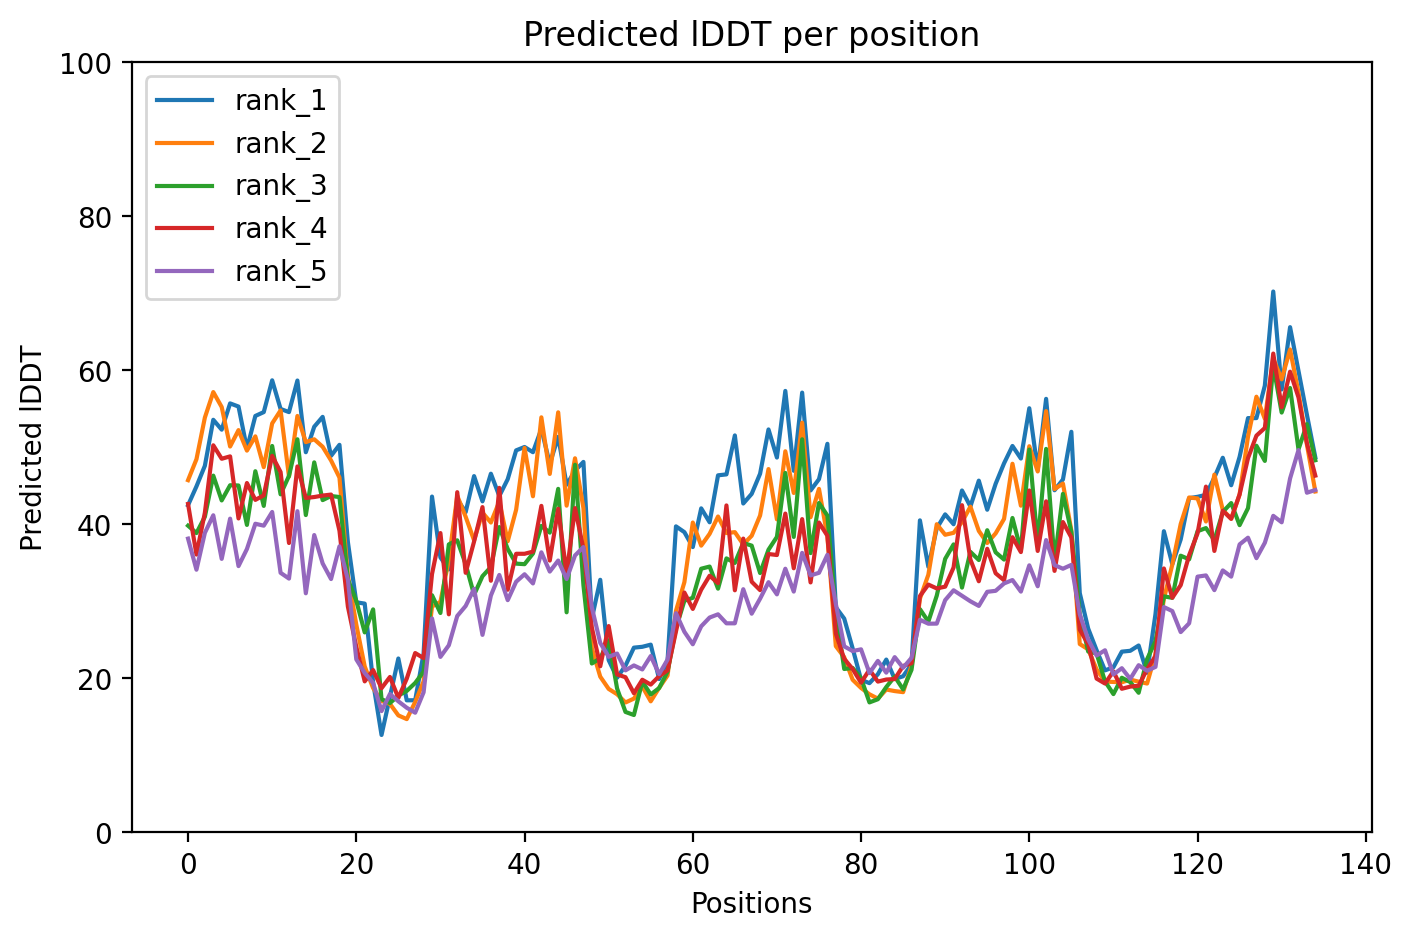 Predicted lDDT per position
100
80
60
40
20
0
Predicted lDDT
rank_1
rank_2
rank_3
rank_4
rank_5
0 20 40 60 80 100 120 140
Positions